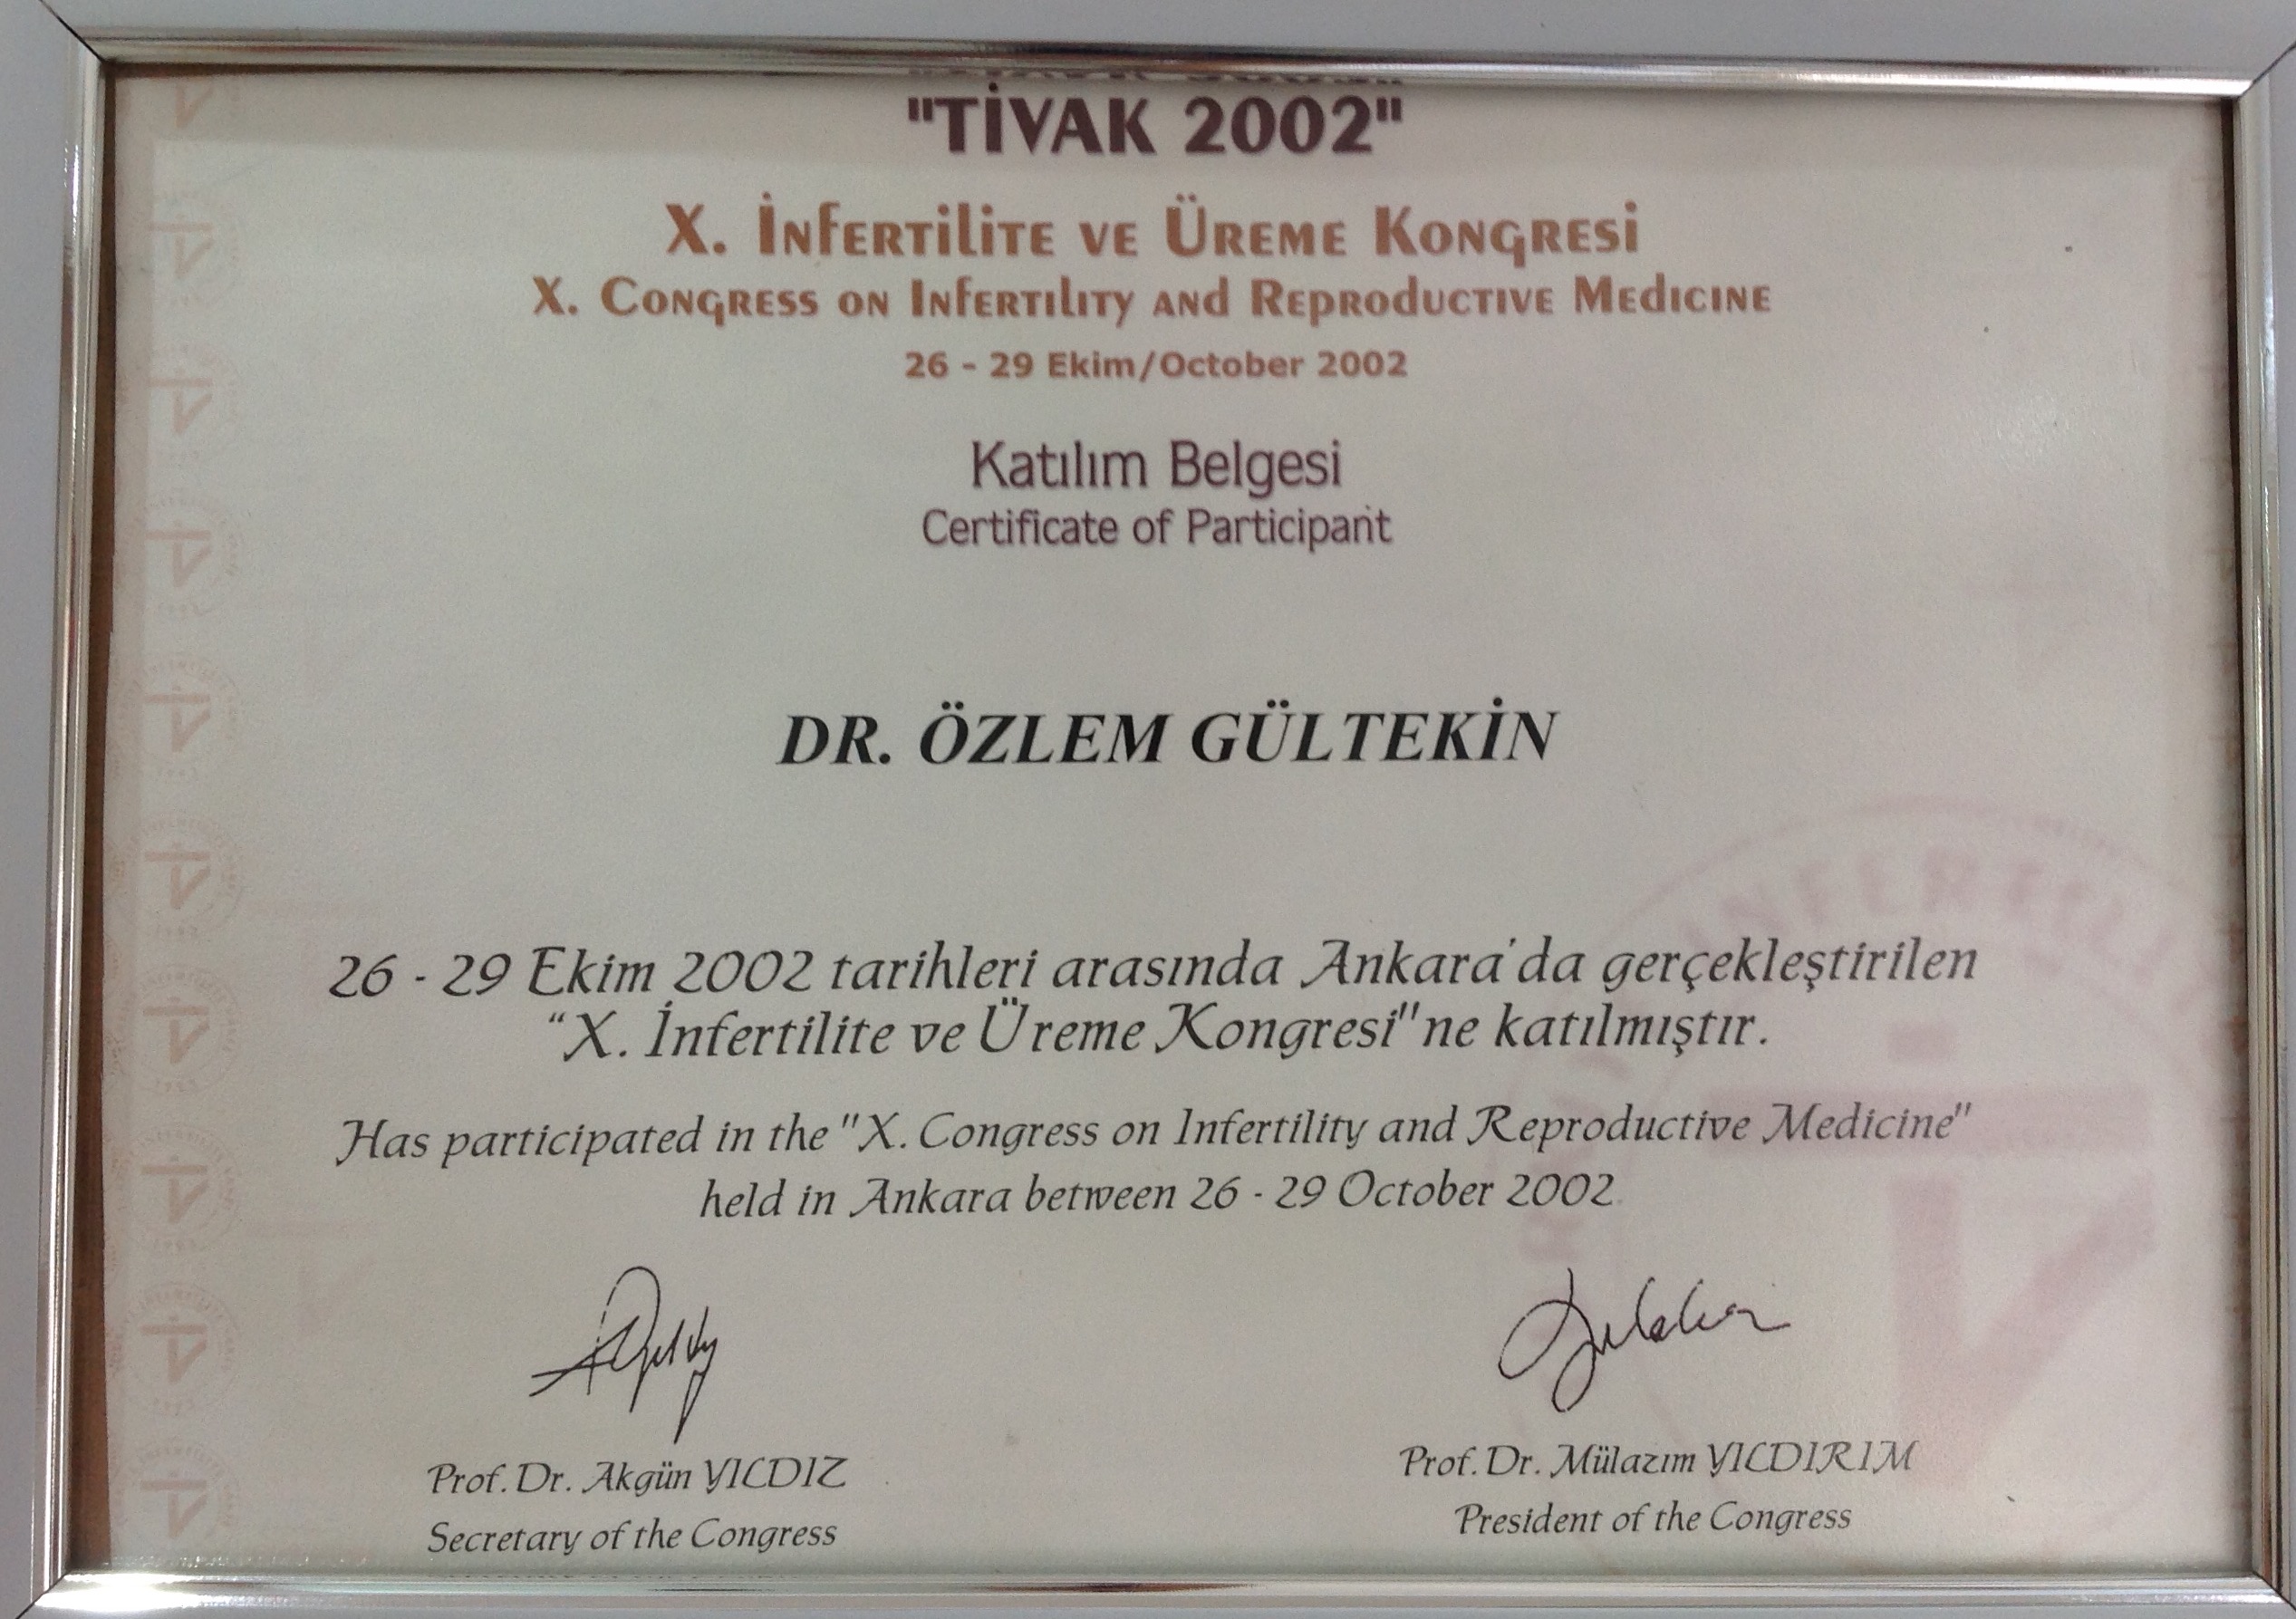 "TİVAK 2002"
X. İnfertilite ve Üreme Kongresi
X. Congress on Infertility and Reproductive Medicine
26 - 29 Ekim/October 2002
Katılım Belgesi
Certificate of Participant
DR. ÖZLEM GÜLTEKİN
26 - 29 Ekim 2002 tarihleri arasında Ankara'da gerçekleştirilen
“X. İnfertilite ve Üreme Kongresi"ne katılmıştır.
Has participated in the "X. Congress on Infertility and Reproductive Medicine"
held in Ankara between 26 - 29 October 2002
Prof. Dr. Akgün YILDIZ
Secretary of the Congress
Prof. Dr. Mülazım YILDIRIM
President of the Congress